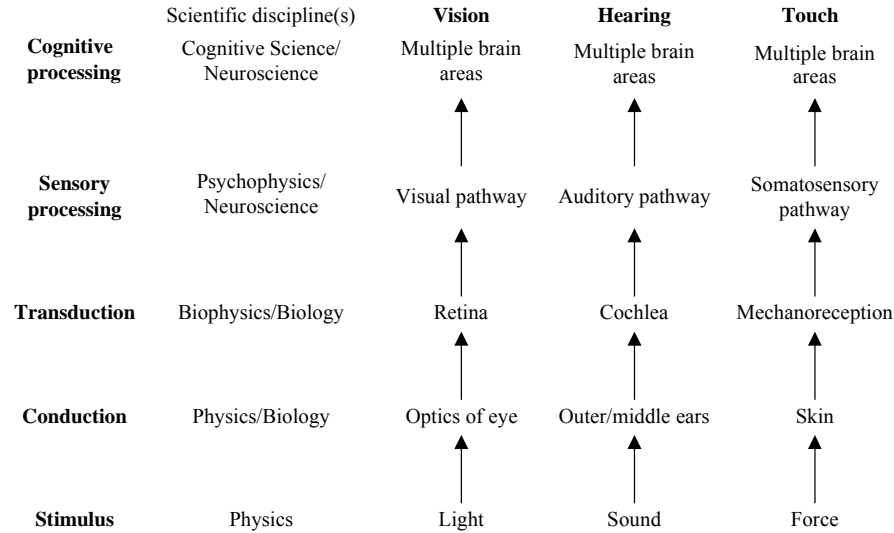 Scientific discipline(s) Vision Hearing Touch
Cognitive processing Cognitive Science/ Neuroscience Multiple brain areas Multiple brain areas Multiple brain areas
Sensory processing Psychophysics/ Neuroscience Visual pathway Auditory pathway Somatosensory pathway
Transduction Biophysics/Biology Retina Cochlea Mechanoreception
Conduction Physics/Biology Optics of eye Outer/middle ears Skin
Stimulus Physics Light Sound Force